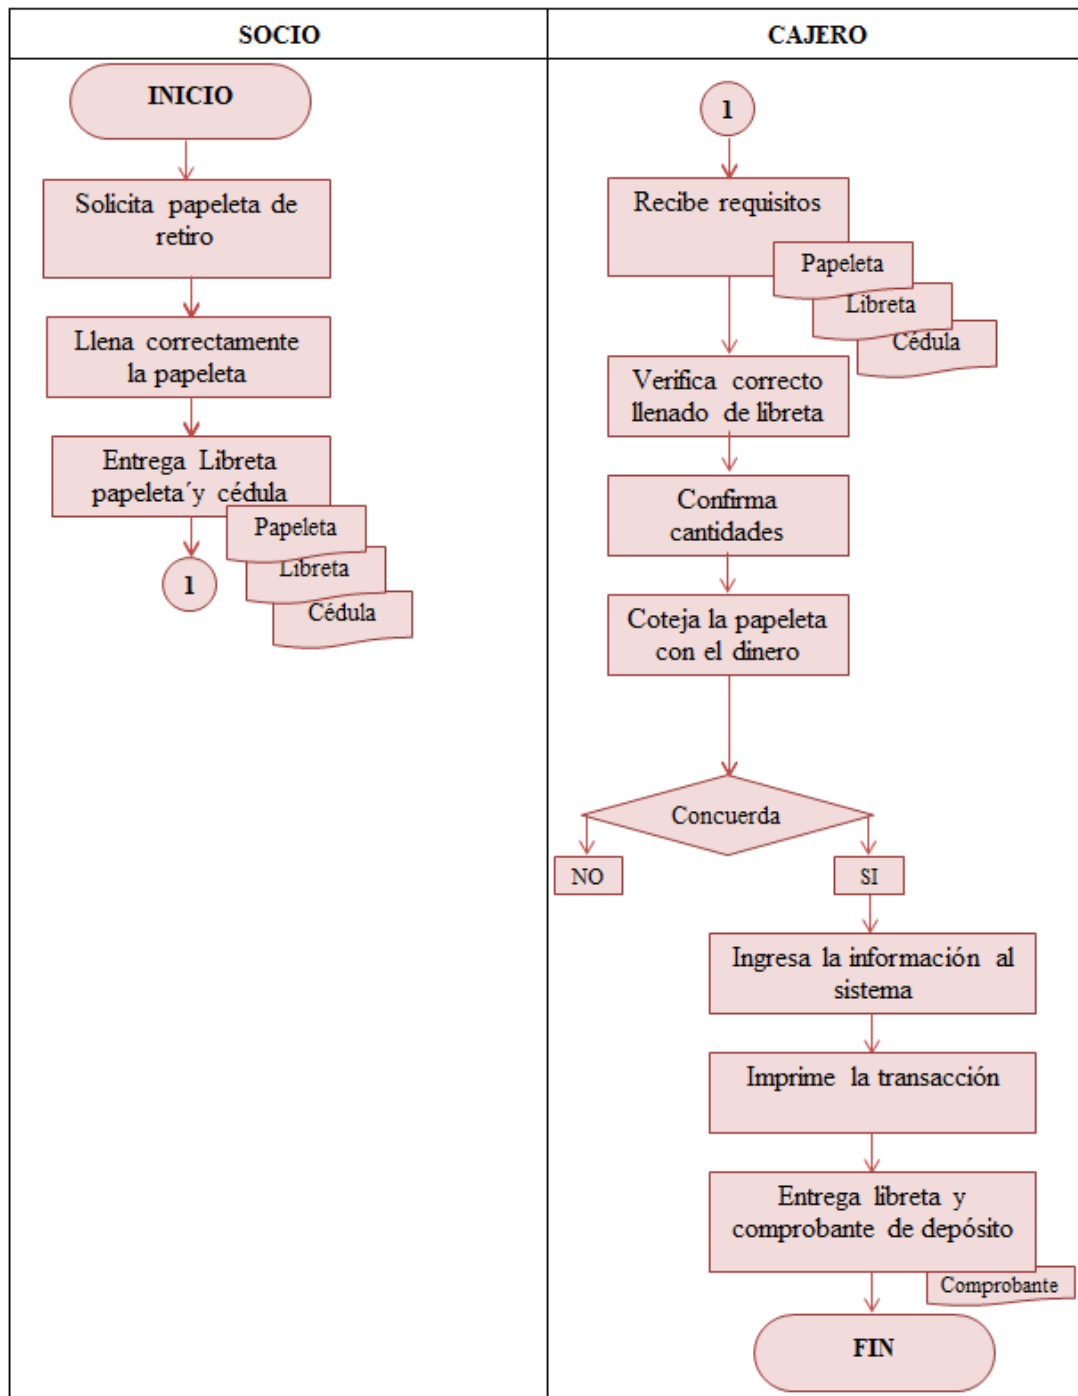 SOCIO
CAJERO
INICIO
Solicita papeleta de
retiro
Llena correctamente
la papeleta
Entrega Libreta
papeleta´y cédula
Papeleta
Libreta
Cédula
1
1
Recibe requisitos
Papeleta
Libreta
Cédula
Verifica correcto
llenado de libreta
Confirma
cantidades
Coteja la papeleta
con el dinero
Concuerda
NO
SI
Ingresa la información al
sistema
Imprime la transacción
Entrega libreta y
comprobante de depósito
Comprobante
FIN